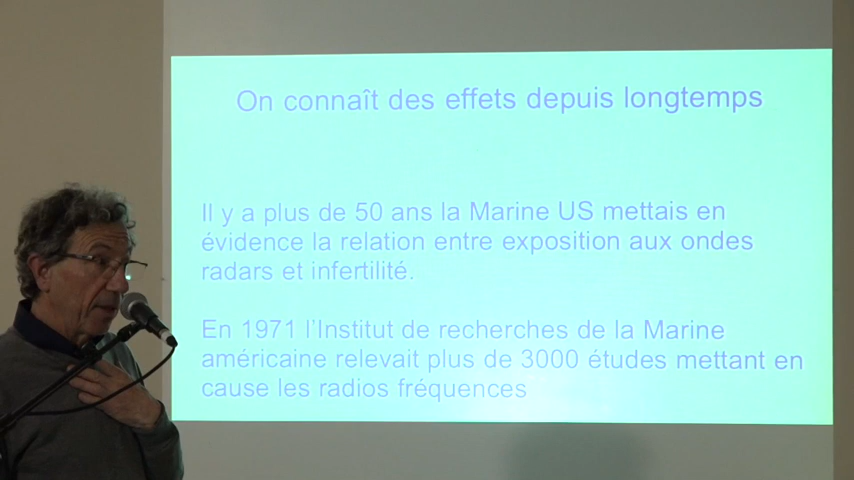 On connaît des effets depuis longtemps
Il y a plus de 50 ans la Marine US mettais en
évidence la relation entre exposition aux ondes
radars et infertilité.
En 1971 l'Institut de recherches de la Marine
américaine relevait plus de 3000 études mettant en
cause les radios fréquences